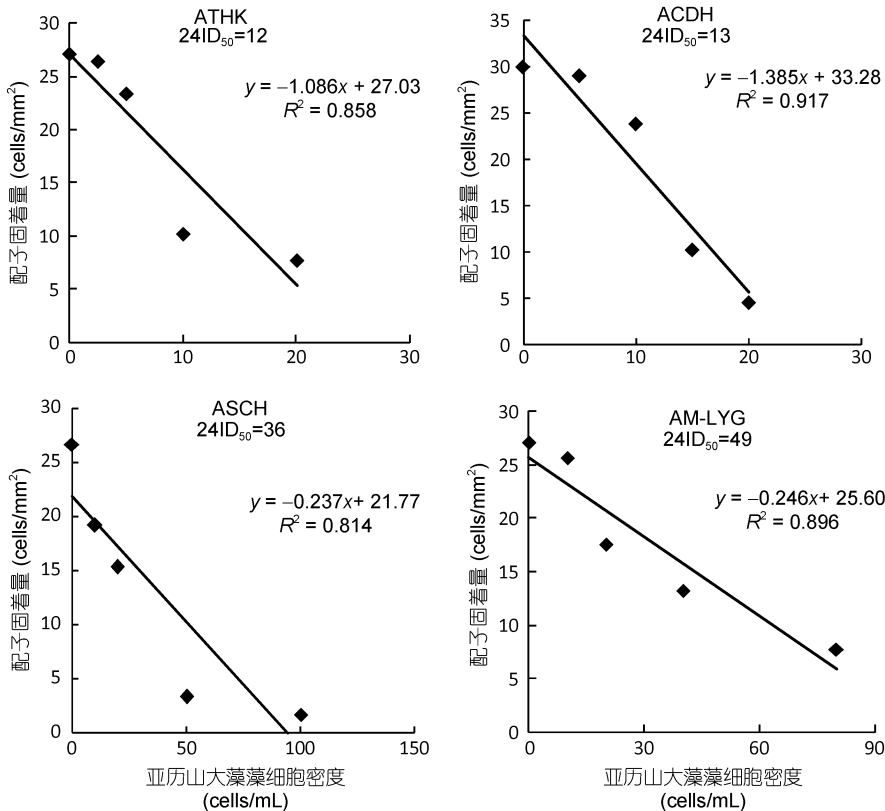 ATHK
24ID₅₀=12
y = −1.086x + 27.03
R² = 0.858
配子固着量 (cells/mm²)
30
25
20
15
10
5
0
0 10 20 30
ACDH
24ID₅₀=13
y = −1.385x + 33.28
R² = 0.917
配子固着量 (cells/mm²)
35
30
25
20
15
10
5
0
0 10 20 30
ASCH
24ID₅₀=36
y = −0.237x+ 21.77
R² = 0.814
配子固着量 (cells/mm²)
30
25
20
15
10
5
0
0 50 100 150
亚历山大藻藻细胞密度
(cells/mL)
AM-LYG
24ID₅₀=49
y = −0.246x+ 25.60
R² = 0.896
配子固着量 (cells/mm²)
30
25
20
15
10
5
0
0 30 60 90
亚历山大藻藻细胞密度
(cells/mL)